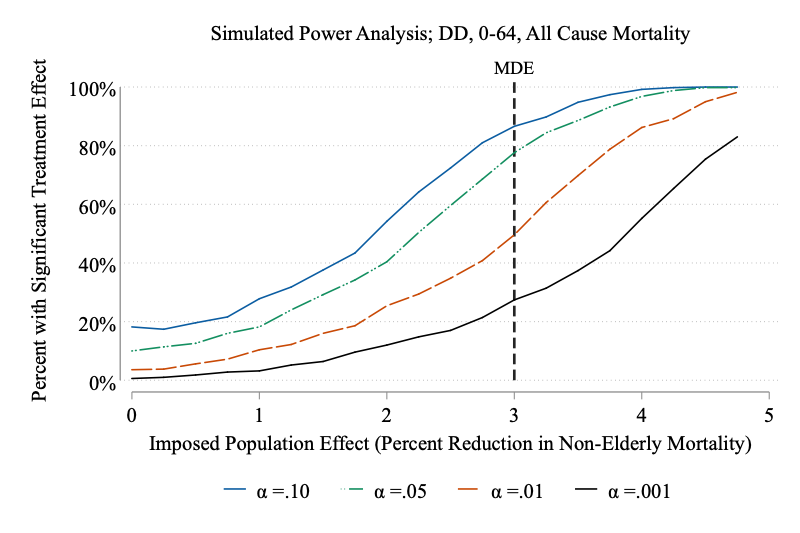 Simulated Power Analysis; DD, 0-64, All Cause Mortality
MDE
Percent with Significant Treatment Effect
100%
80%
60%
40%
20%
0%
0 1 2 3 4 5
Imposed Population Effect (Percent Reduction in Non-Elderly Mortality)
α =.10 α =.05 α =.01 α =.001